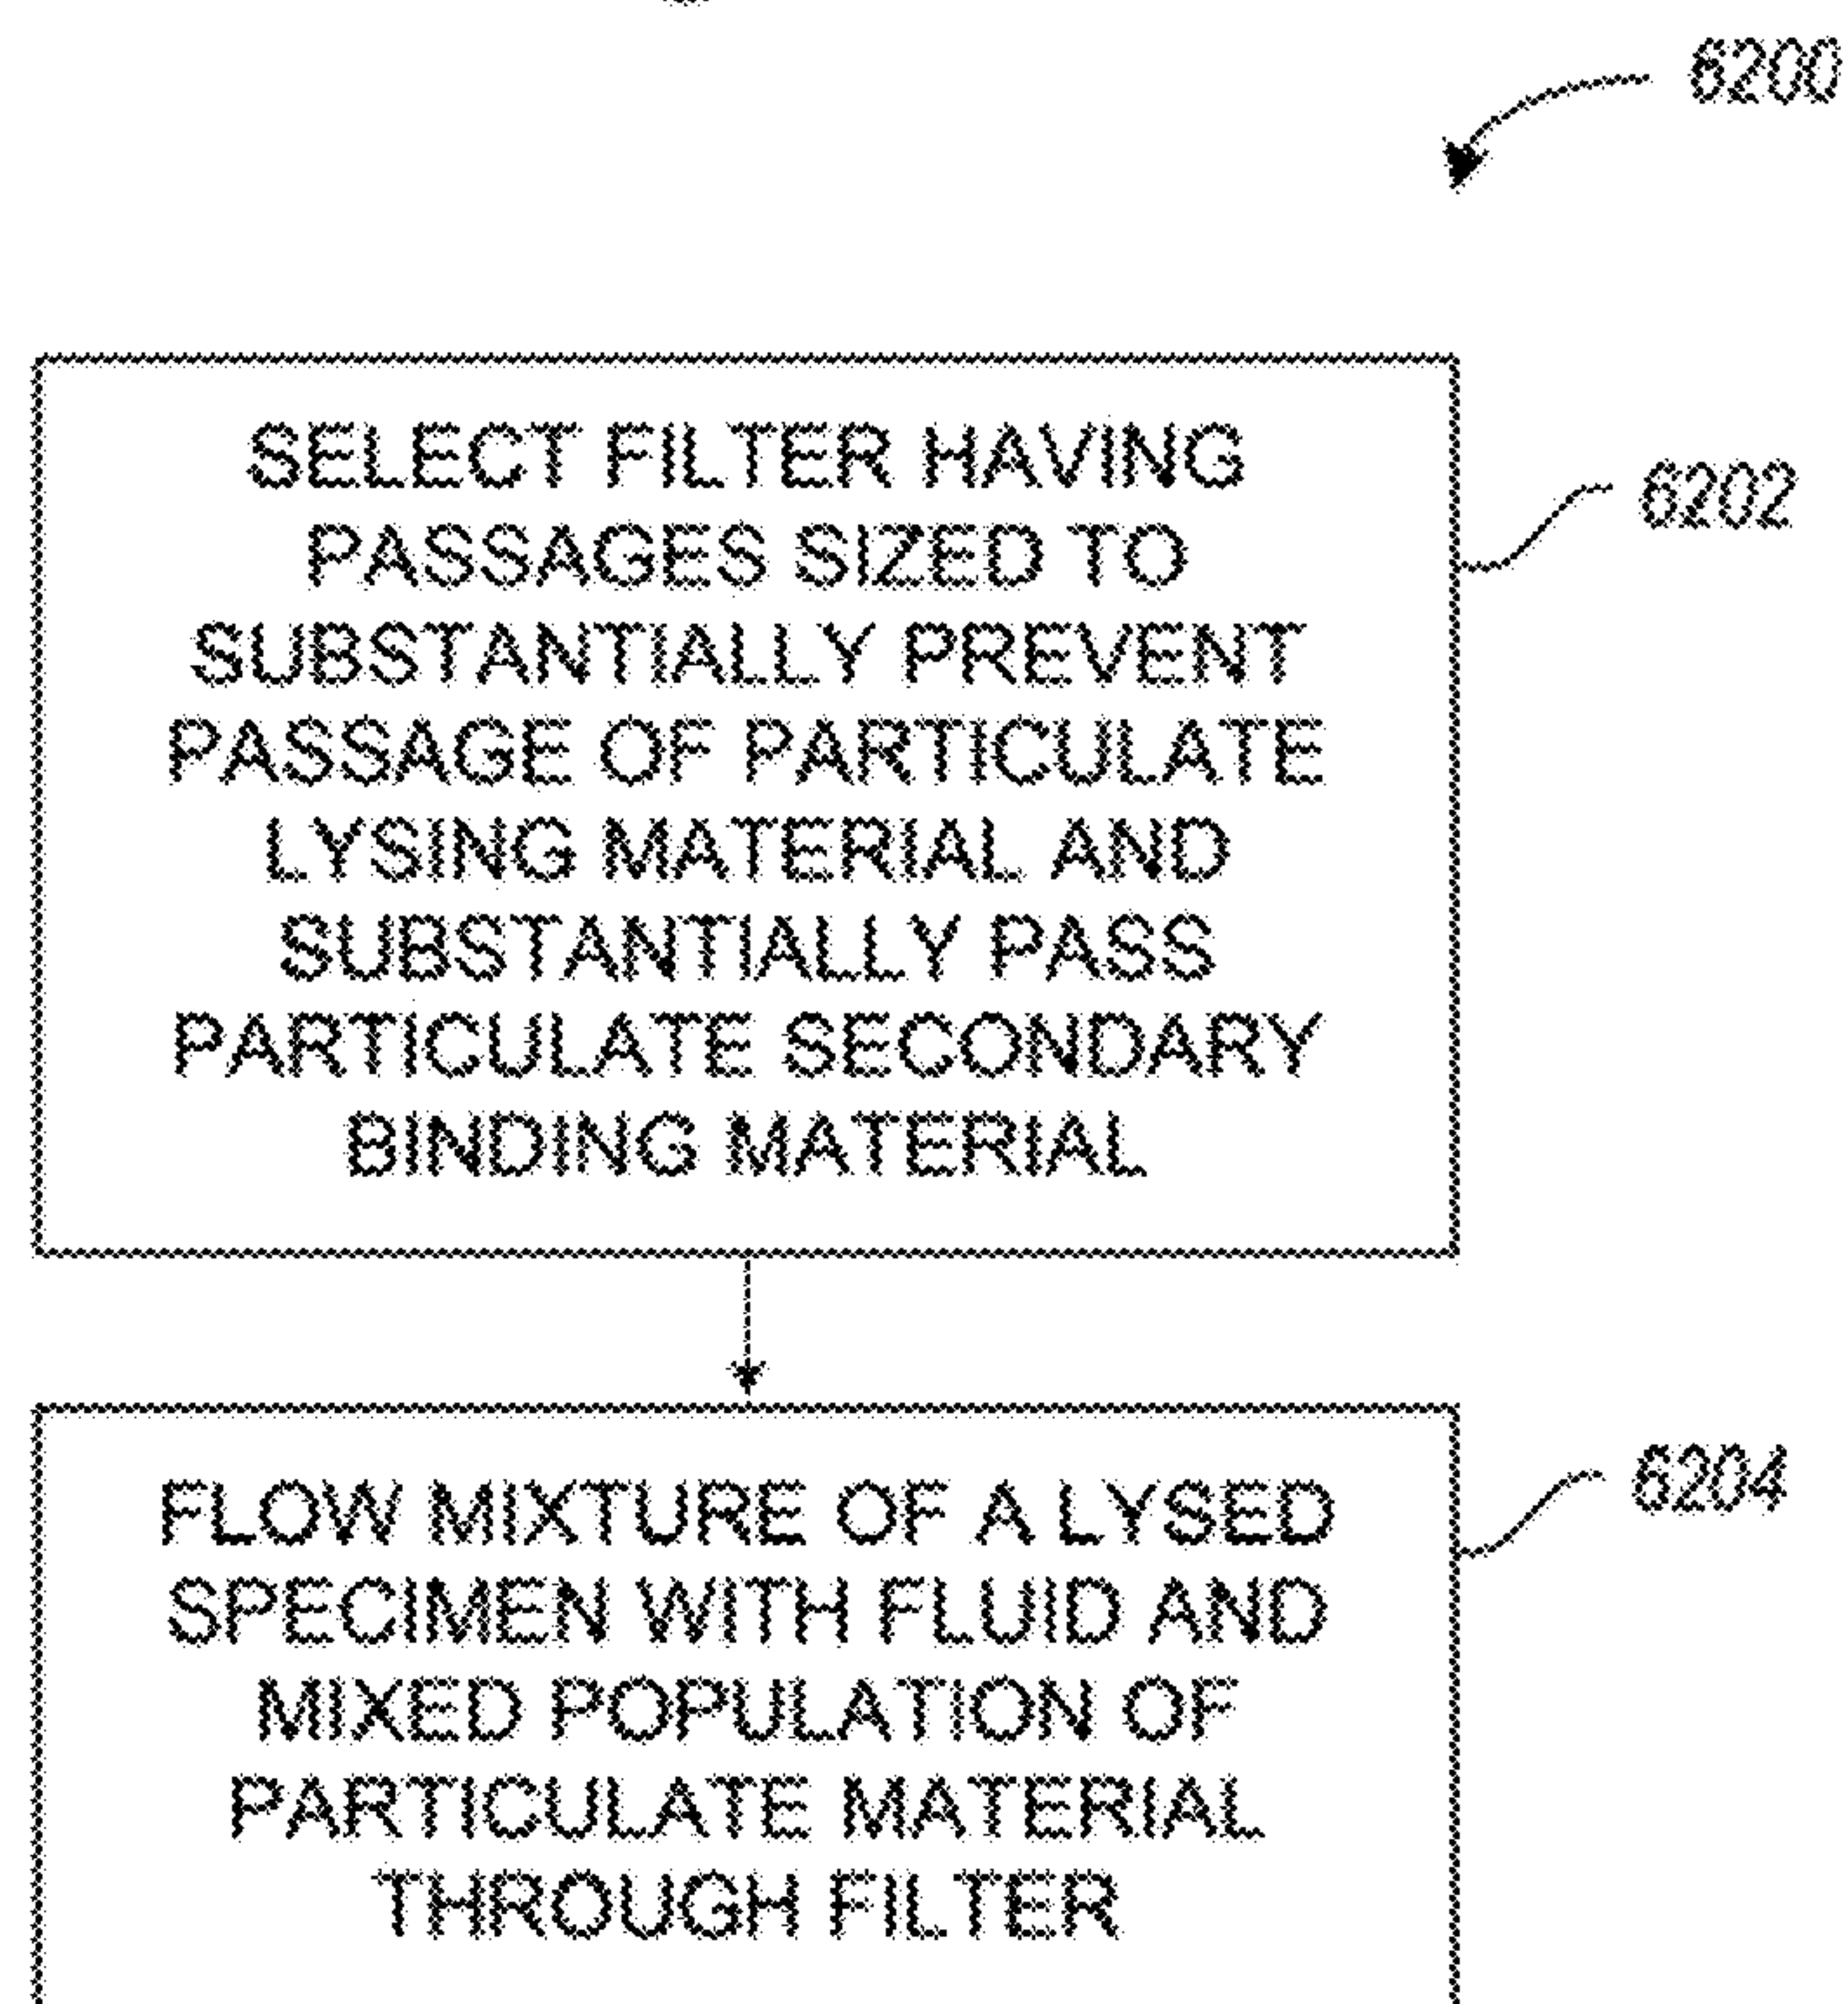 6200
SELECT FILTER HAVING
PASSAGES SIZED TO
SUBSTANTIALLY PREVENT
PASSAGE OF PARTICULATE
LYSING MATERIAL AND
SUBSTANTIALLY PASS
PARTICULATE SECONDARY
BINDING MATERIAL
6202
FLOW MIXTURE OF A LYSED
SPECIMEN WITH FLUID AND
MIXED POPULATION OF
PARTICULATE MATERIAL
THROUGH FILTER
6204